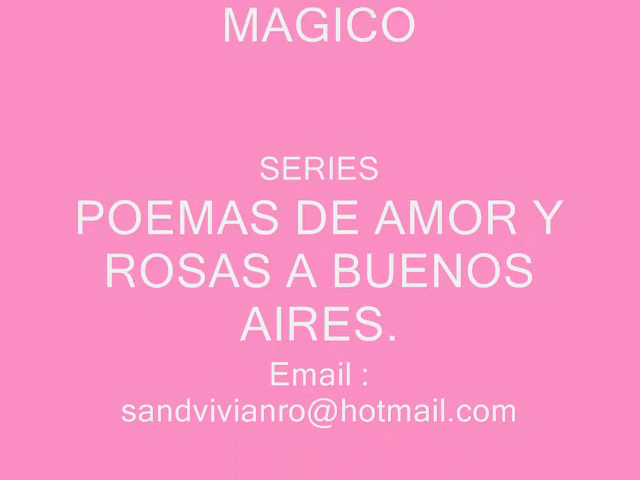 MAGICO
SERIES
POEMAS DE AMOR Y
ROSAS A BUENOS
AIRES.
Email :
sandvivianro@hotmail.com